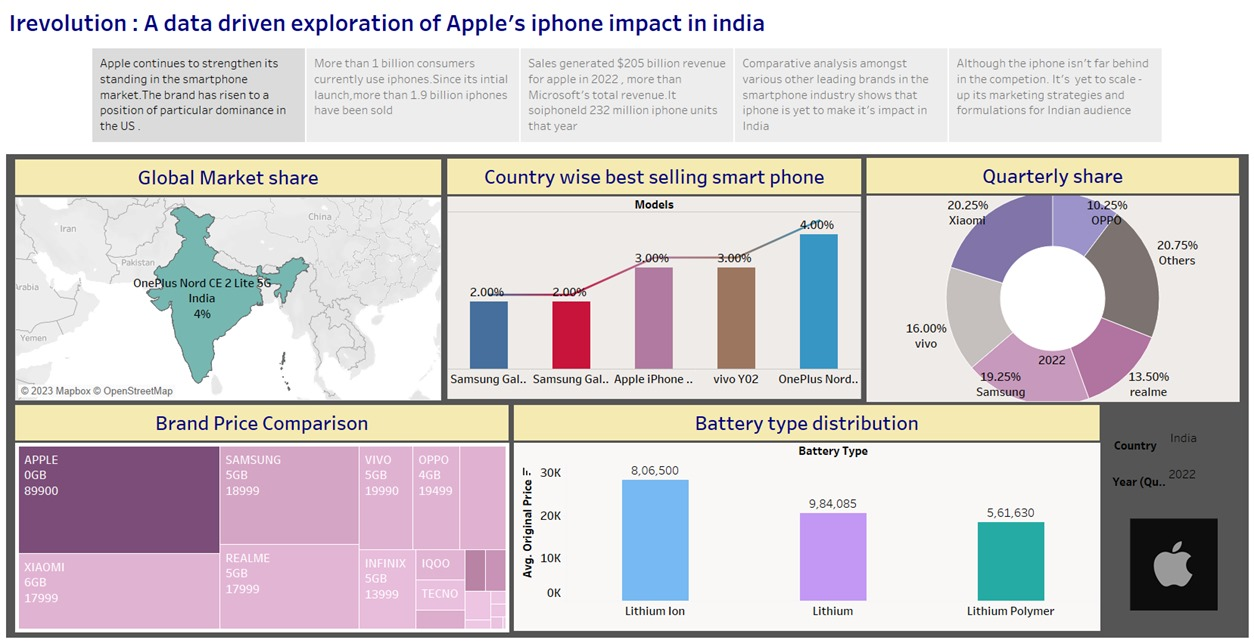 Irevolution : A data driven exploration of Apple's iphone impact in india
Apple continues to strengthen its
standing in the smartphone
market.The brand has risen to a
position of particular dominance in
the US .
More than 1 billion consumers
currently use iphones.Since its intial
launch,more than 1.9 billion iphones
have been sold
Sales generated $205 billion revenue
for apple in 2022 , more than
Microsoft's total revenue.It
soiphoneld 232 million iphone units
that year
Comparative analysis amongst
various other leading brands in the
smartphone industry shows that
iphone is yet to make it's impact in
India
Although the iphone isn't far behind
in the competion. It's yet to scale -
up its marketing strategies and
formulations for Indian audience
Global Market share
Iran
China
Pakistan
Arabia
Yemen
OnePlus Nord CE 2 Lite 5G
India
4%
© 2023 Mapbox © OpenStreetMap
Country wise best selling smart phone
Models
2.00%
2.00%
3.00%
3.00%
4.00%
Samsung Gal..
Samsung Gal..
Apple iPhone ..
vivo Y02
OnePlus Nord..
Quarterly share
20.25%
Xiaomi
10.25%
OPPO
20.75%
Others
16.00%
vivo
2022
19.25%
Samsung
13.50%
realme
Brand Price Comparison
APPLE
0GB
89900
SAMSUNG
5GB
18999
VIVO
5GB
19990
OPPO
4GB
19499
XIAOMI
6GB
17999
REALME
5GB
17999
INFINIX
5GB
13999
IQOO
TECNO
Battery type distribution
Battery Type
Avg. Original Price
30K
20K
10K
0K
8,06,500
9,84,085
5,61,630
Lithium Ion
Lithium
Lithium Polymer
Country
India
Year (Qu..
2022